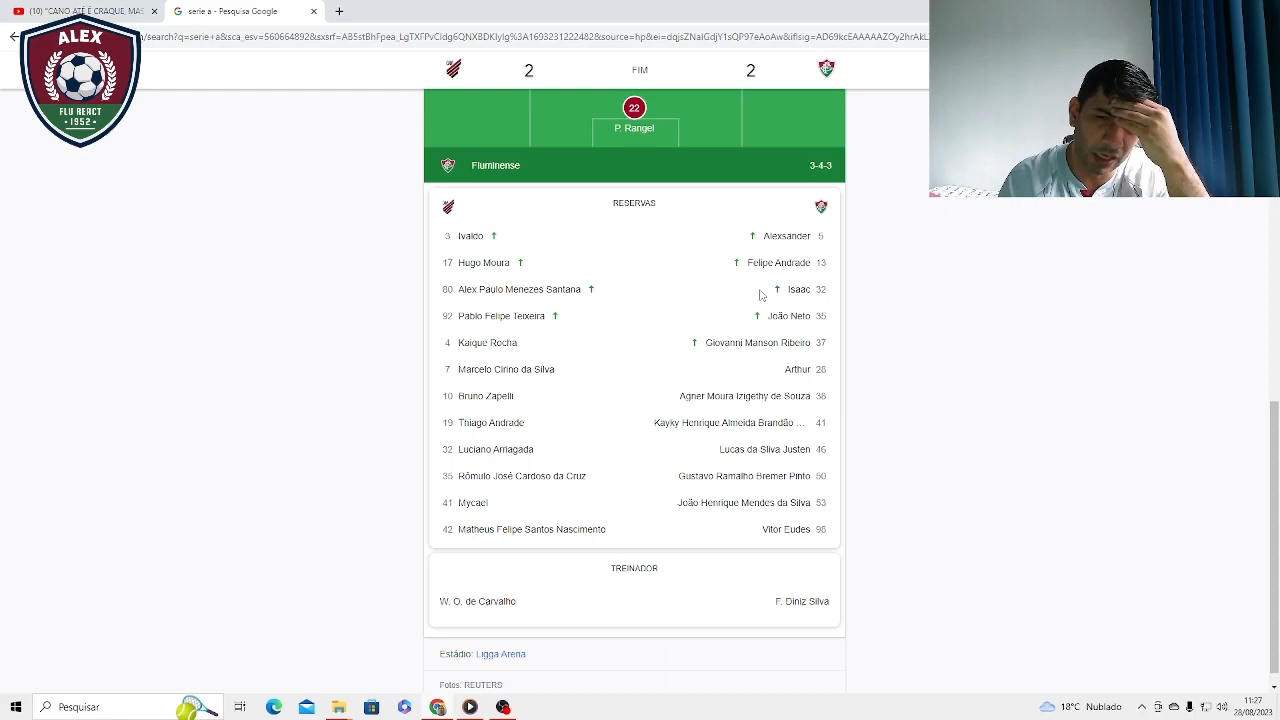 (10) "CANO ATÉ É CRAQUE, MAS
serie a - Pesquisa Google
2 FIM 2
22
P. Rangel
Fluminense 3-4-3
RESERVAS
3 Ivaldo Alexsander 5
17 Hugo Moura Felipe Andrade 13
80 Alex Paulo Menezes Santana Isaac 32
92 Pablo Felipe Teixeira João Neto 35
4 Kaique Rocha Giovanni Manson Ribeiro 37
7 Marcelo Cirino da Silva Arthur 28
10 Bruno Zapelli Agner Moura Izigethy de Souza 38
19 Thiago Andrade Kayky Henrique Almeida Brandão ... 41
32 Luciano Arriagada Lucas da Sliva Justen 46
35 Rômulo José Cardoso da Cruz Gustavo Ramalho Bremer Pinto 50
41 Mycael João Henrique Mendes da Silva 53
42 Matheus Felipe Santos Nascimento Vitor Eudes 98
TREINADOR
W. O. de Carvalho F. Diniz Silva
Estádio: Ligga Arena
Fotos: REUTERS
ALEX
FLU REACT
1952
Pesquisar
18°C Nublado
11:27
28/08/2023